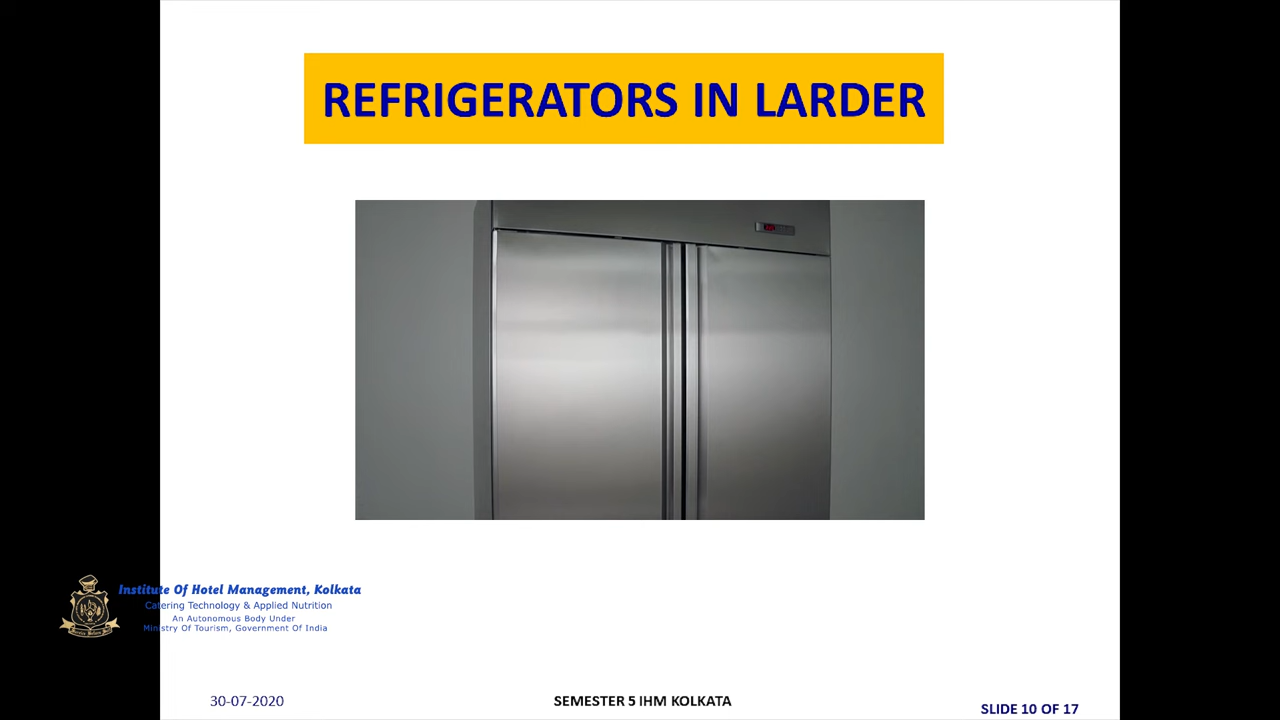 REFRIGERATORS IN LARDER
Institute Of Hotel Management, Kolkata
Catering Technology & Applied Nutrition
An Autonomous Body Under
Ministry Of Tourism, Government Of India
30-07-2020
SEMESTER 5 IHM KOLKATA
SLIDE 10 OF 17